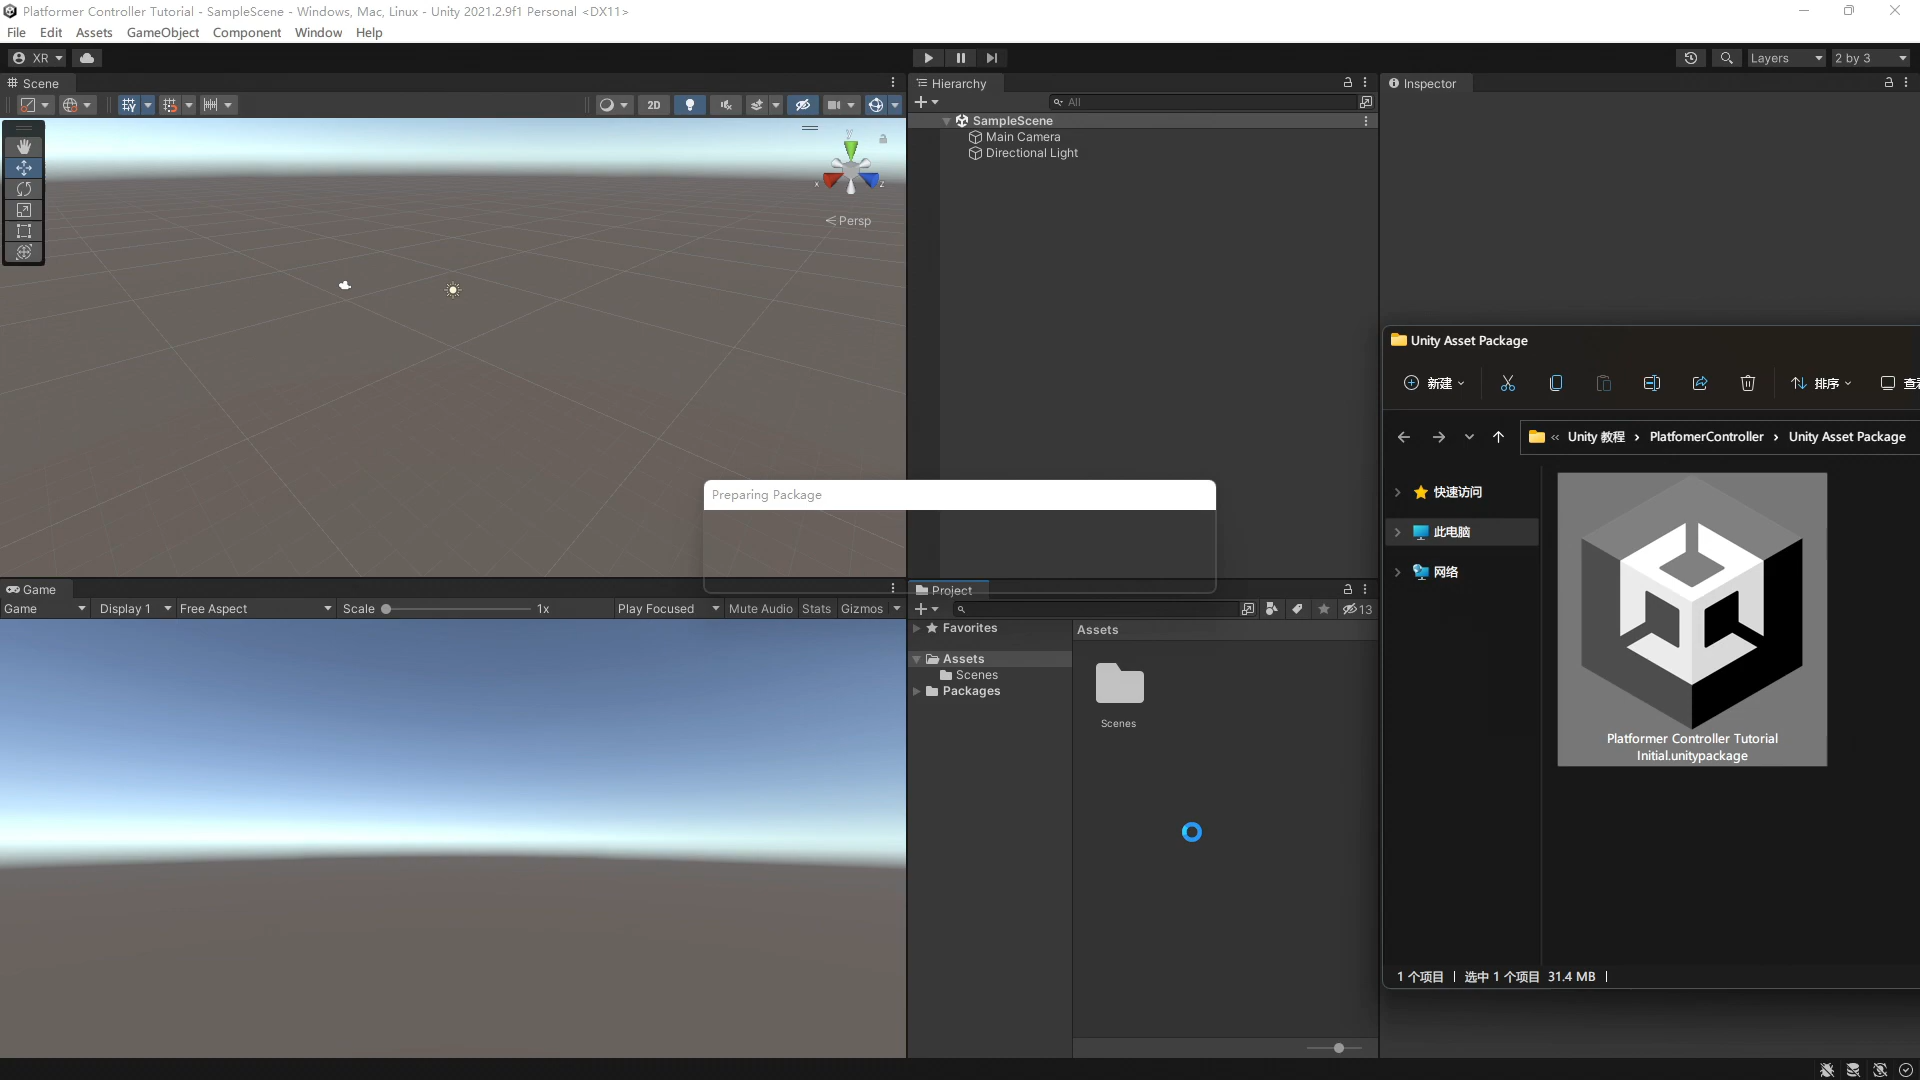 Platformer Controller Tutorial - SampleScene - Windows, Mac, Linux - Unity 2021.2.9f1 Personal <DX11>
File Edit Assets GameObject Component Window Help
XR
Layers
2 by 3
Scene
2D
y
x
z
Persp
Hierarchy
All
SampleScene
Main Camera
Directional Light
Inspector
Preparing Package
Game
Game Display 1 Free Aspect Scale 1x Play Focused Mute Audio Stats Gizmos
Project
13
Favorites
Assets
Scenes
Packages
Assets
Scenes
Unity Asset Package
新建
排序
« Unity 教程 › PlatfomerController › Unity Asset Package
快速访问
此电脑
网络
Platformer Controller Tutorial
Initial.unitypackage
1 个项目 | 选中 1 个项目 31.4 MB |